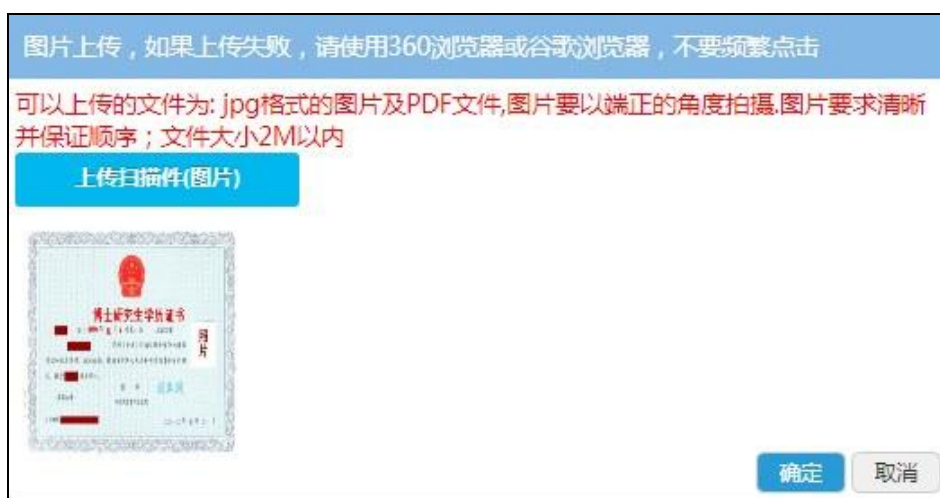 图片上传，如果上传失败，请使用360浏览器或谷歌浏览器，不要频繁点击
可以上传的文件为: jpg格式的图片及PDF文件,图片要以端正的角度拍摄.图片要求清晰
并保证顺序；文件大小2M以内
上传扫描件(图片)
博士研究生学历证书
图片
确定
取消